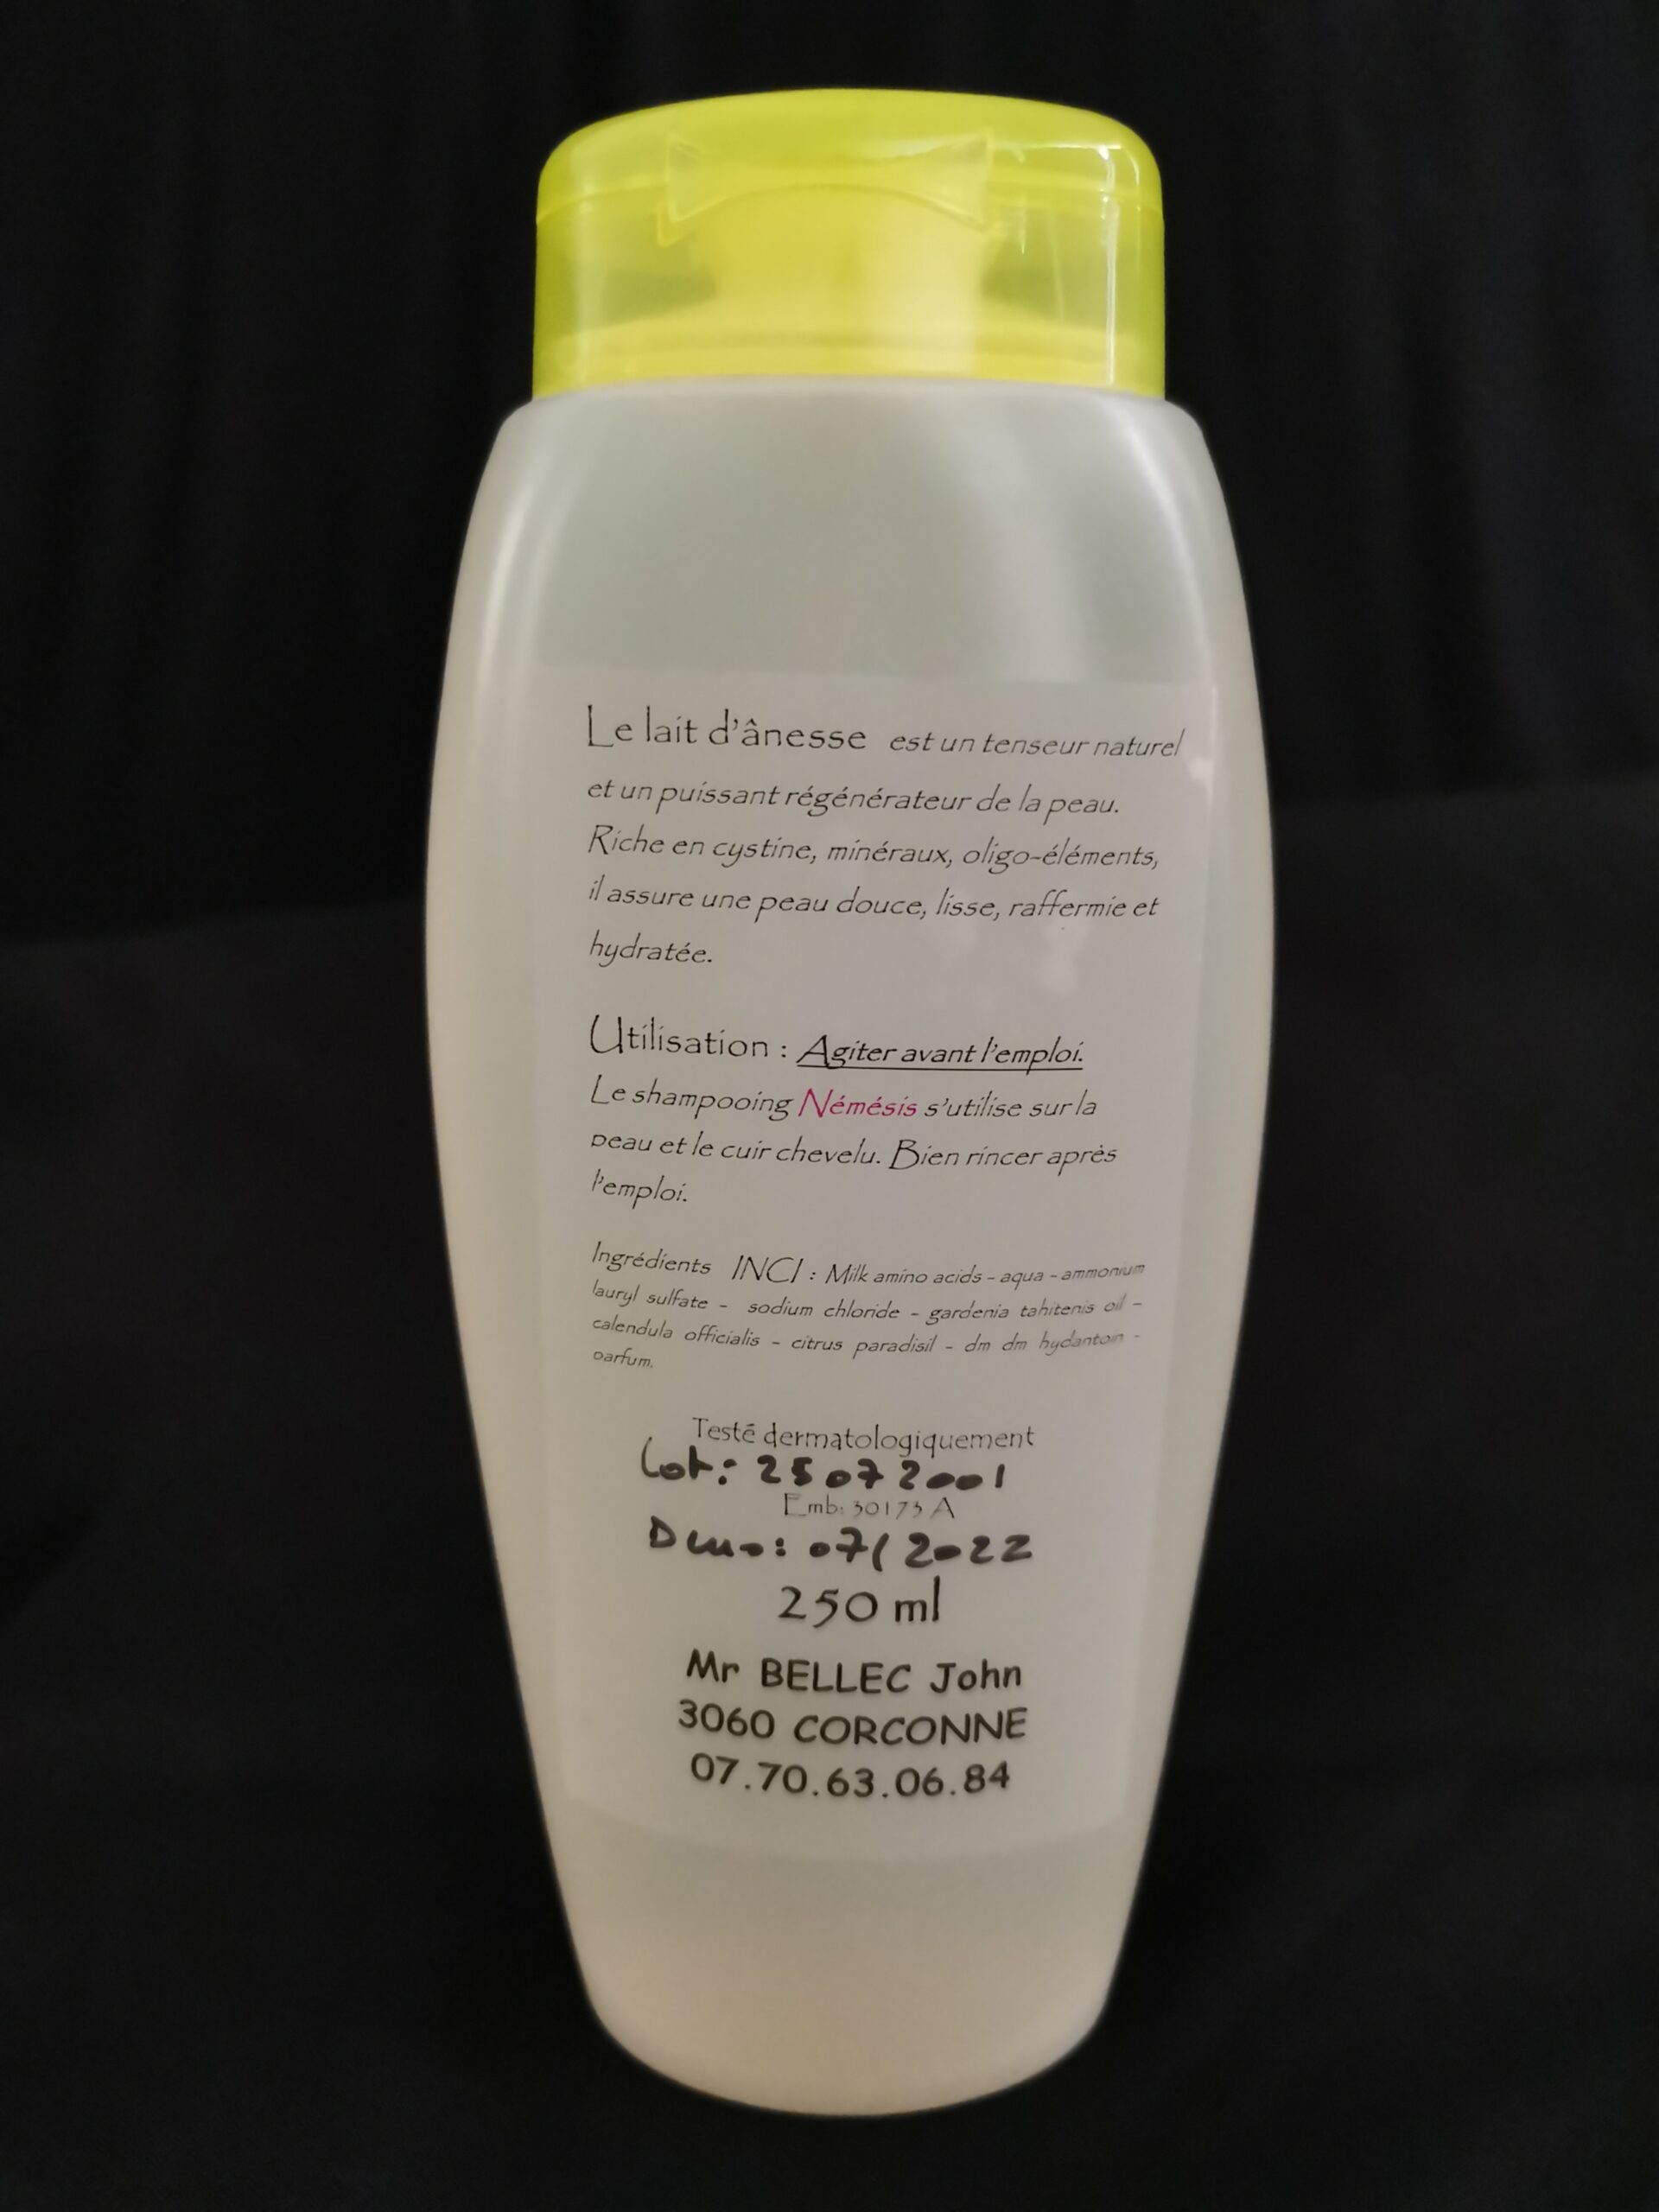 Le lait d'ânesse est un tenseur naturel
et un puissant régénérateur de la peau.
Riche en cystine, minéraux, oligo-éléments,
il assure une peau douce, lisse, raffermie et
hydratée.
Utilisation : Agiter avant l'emploi.
Le shampooing Némésis s'utilise sur la
peau et le cuir chevelu. Bien rincer après
l'emploi.
Ingrédients INCI : Milk amino acids - aqua - ammonium
lauryl sulfate - sodium chloride - gardenia tahitenis oil -
calendula officialis - citrus paradisil - dm dm hydantoin -
parfum.
Testé dermatologiquement
Lot: 25072001
Emb: 30173 A
Dluo: 07/2022
250 ml
Mr BELLEC John
3060 CORCONNE
07.70.63.06.84